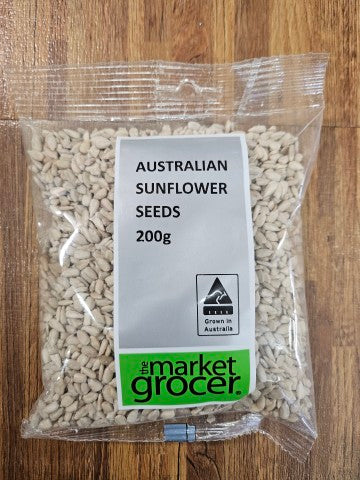 AUSTRALIAN
SUNFLOWER
SEEDS
200g
Grown in
Australia
the market
grocer.